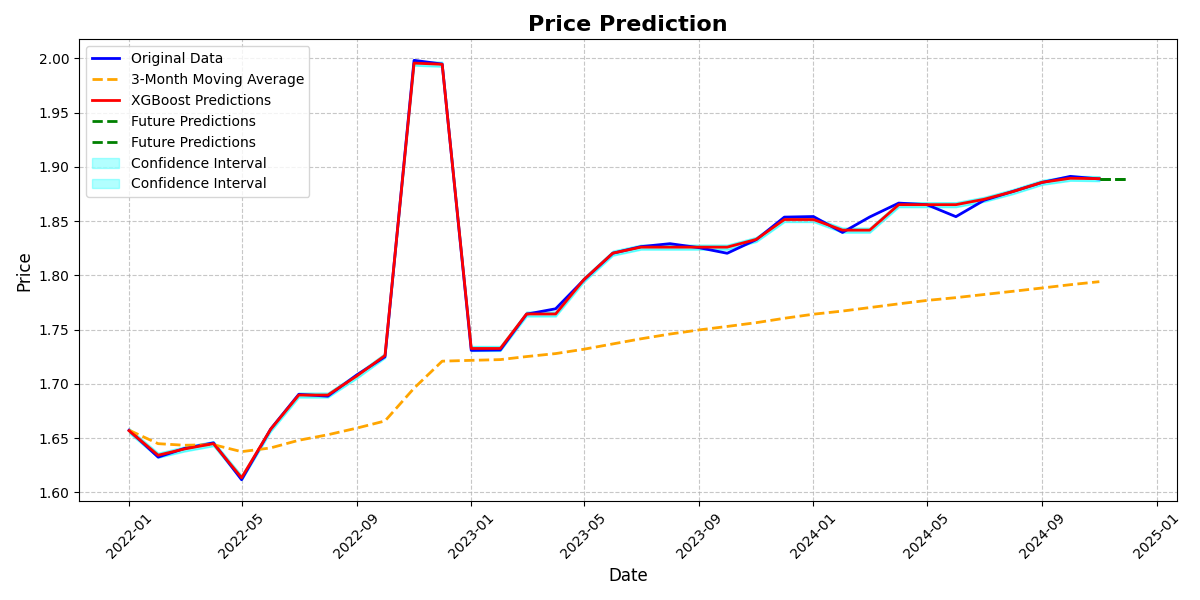 Price Prediction
Original Data
3-Month Moving Average
XGBoost Predictions
Future Predictions
Future Predictions
Confidence Interval
Confidence Interval
Price
2.00
1.95
1.90
1.85
1.80
1.75
1.70
1.65
1.60
2022-01
2022-05
2022-09
2023-01
2023-05
2023-09
2024-01
2024-05
2024-09
2025-01
Date